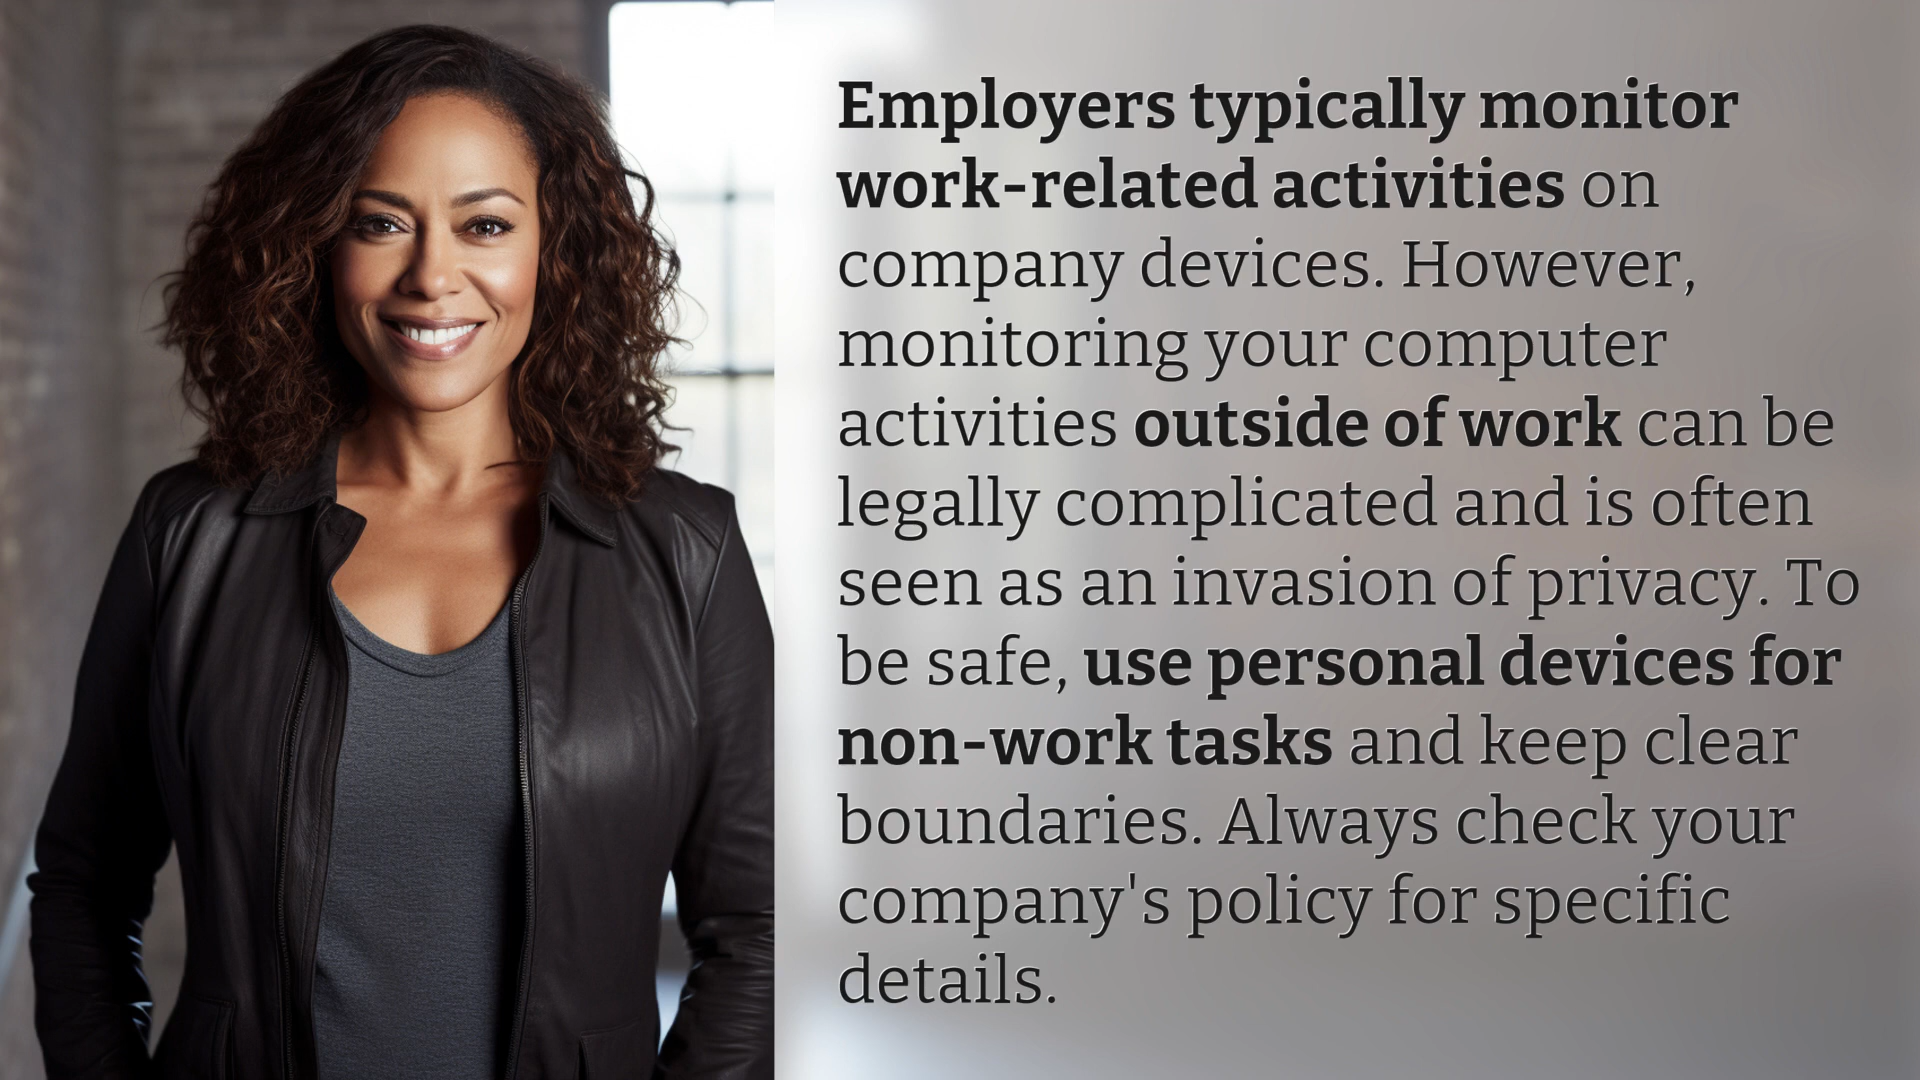 Employers typically monitor
work-related activities on
company devices. However,
monitoring your computer
activities outside of work can be
legally complicated and is often
seen as an invasion of privacy. To
be safe, use personal devices for
non-work tasks and keep clear
boundaries. Always check your
company's policy for specific
details.